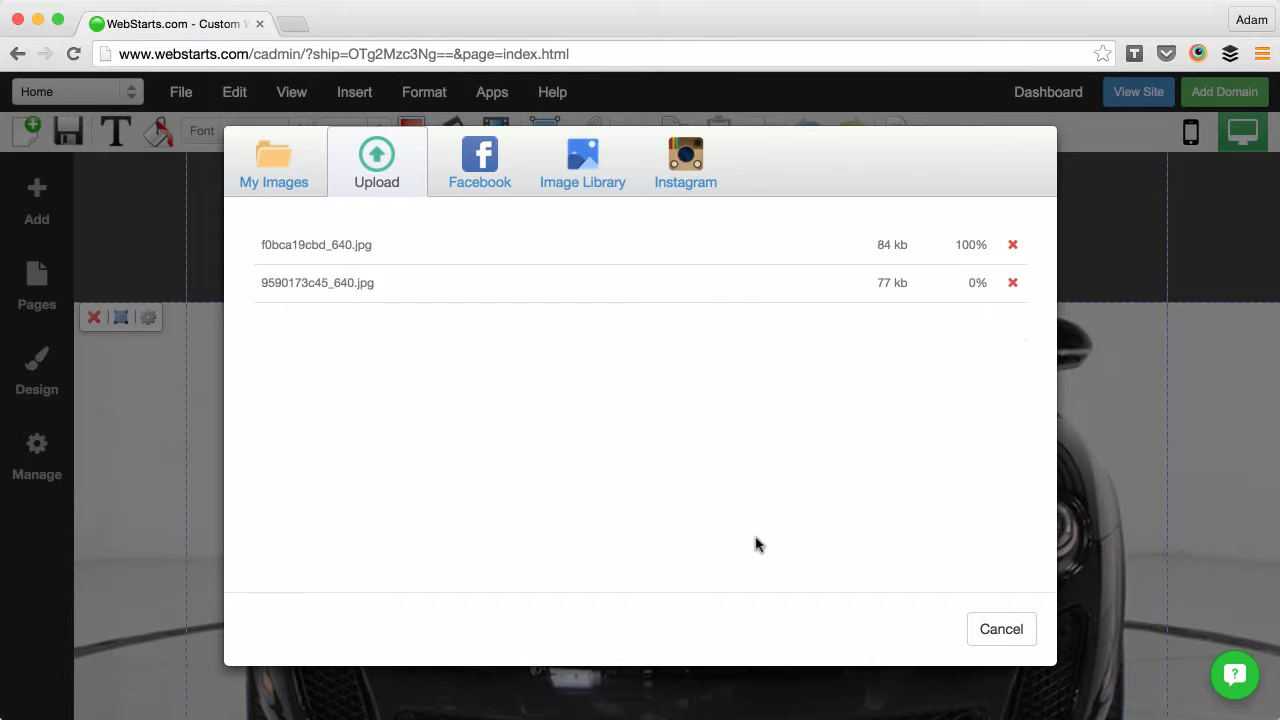 WebStarts.com - Custom
Adam
www.webstarts.com/cadmin/?ship=OTg2Mzc3Ng==&page=index.html
Home
File
Edit
View
Insert
Format
Apps
Help
Dashboard
View Site
Add Domain
Font
My Images
Upload
Facebook
Image Library
Instagram
Add
Pages
Design
Manage
f0bca19cbd_640.jpg 84 kb 100%
9590173c45_640.jpg 77 kb 0%
Cancel